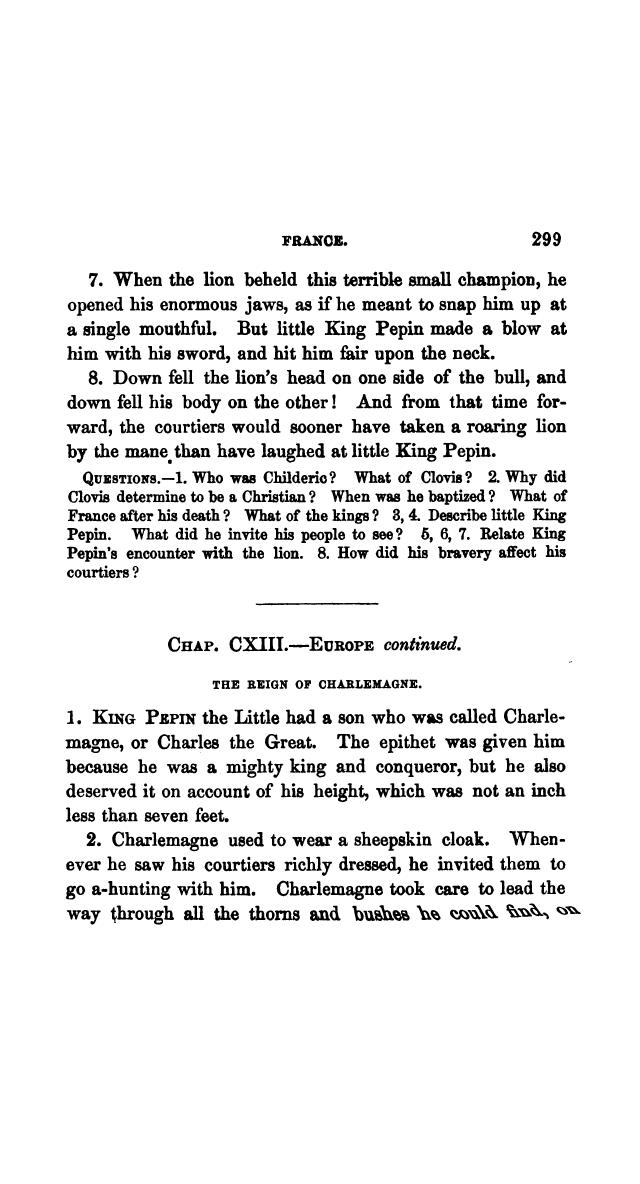 FRANCE. 299
7. When the lion beheld this terrible small champion, he
opened his enormous jaws, as if he meant to snap him up at
a single mouthful. But little King Pepin made a blow at
him with his sword, and hit him fair upon the neck.
8. Down fell the lion's head on one side of the bull, and
down fell his body on the other! And from that time for-
ward, the courtiers would sooner have taken a roaring lion
by the mane than have laughed at little King Pepin.
QUESTIONS.—1. Who was Childeric? What of Clovis? 2. Why did
Clovis determine to be a Christian? When was he baptized? What of
France after his death? What of the kings? 3, 4. Describe little King
Pepin. What did he invite his people to see? 5, 6, 7. Relate King
Pepin's encounter with the lion. 8. How did his bravery affect his
courtiers?
CHAP. CXIII.—EUROPE continued.
THE REIGN OF CHARLEMAGNE.
1. KING PEPIN the Little had a son who was called Charle-
magne, or Charles the Great. The epithet was given him
because he was a mighty king and conqueror, but he also
deserved it on account of his height, which was not an inch
less than seven feet.
2. Charlemagne used to wear a sheepskin cloak. When-
ever he saw his courtiers richly dressed, he invited them to
go a-hunting with him. Charlemagne took care to lead the
way through all the thorns and bushes he could find, on